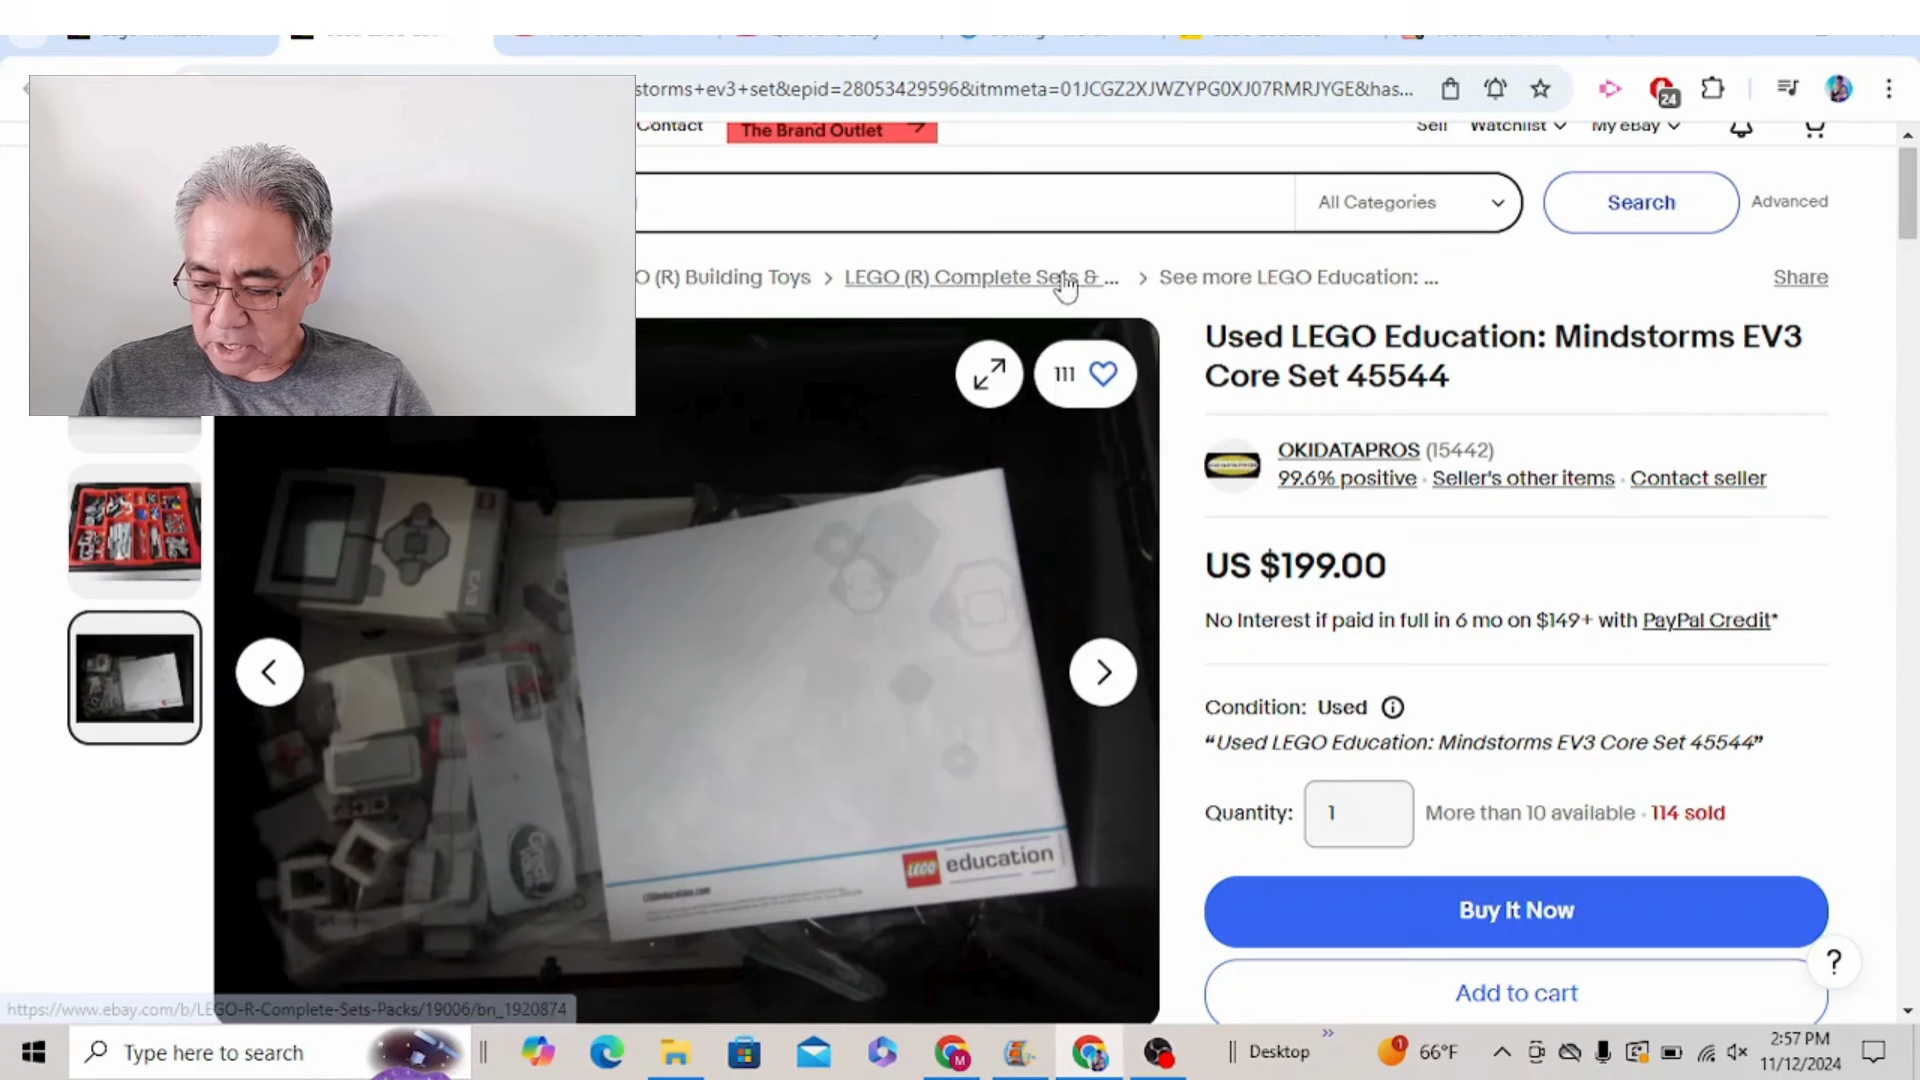 storms+ev3+set&epid=28053429596&itmmeta=01JCGZ2XJWZYPG0XJ07RMRJYGE&has...
24
Contact
The Brand Outlet
Sell
Watchlist
My eBay
All Categories
Search
Advanced
O (R) Building Toys
LEGO (R) Complete Sets & ...
See more LEGO Education: ...
Share
111
Used LEGO Education: Mindstorms EV3
Core Set 45544
OKIDATAPROS (15442)
99.6% positive · Seller's other items · Contact seller
US $199.00
No Interest if paid in full in 6 mo on $149+ with PayPal Credit*
Condition: Used
“Used LEGO Education: Mindstorms EV3 Core Set 45544”
Quantity: 1 More than 10 available · 114 sold
Buy It Now
Add to cart
?
EV3
LEGO education
https://www.ebay.com/b/LEGO-R-Complete-Sets-Packs/19006/bn_1920874
Type here to search
M
Desktop
»
1
66°F
2:57 PM
11/12/2024